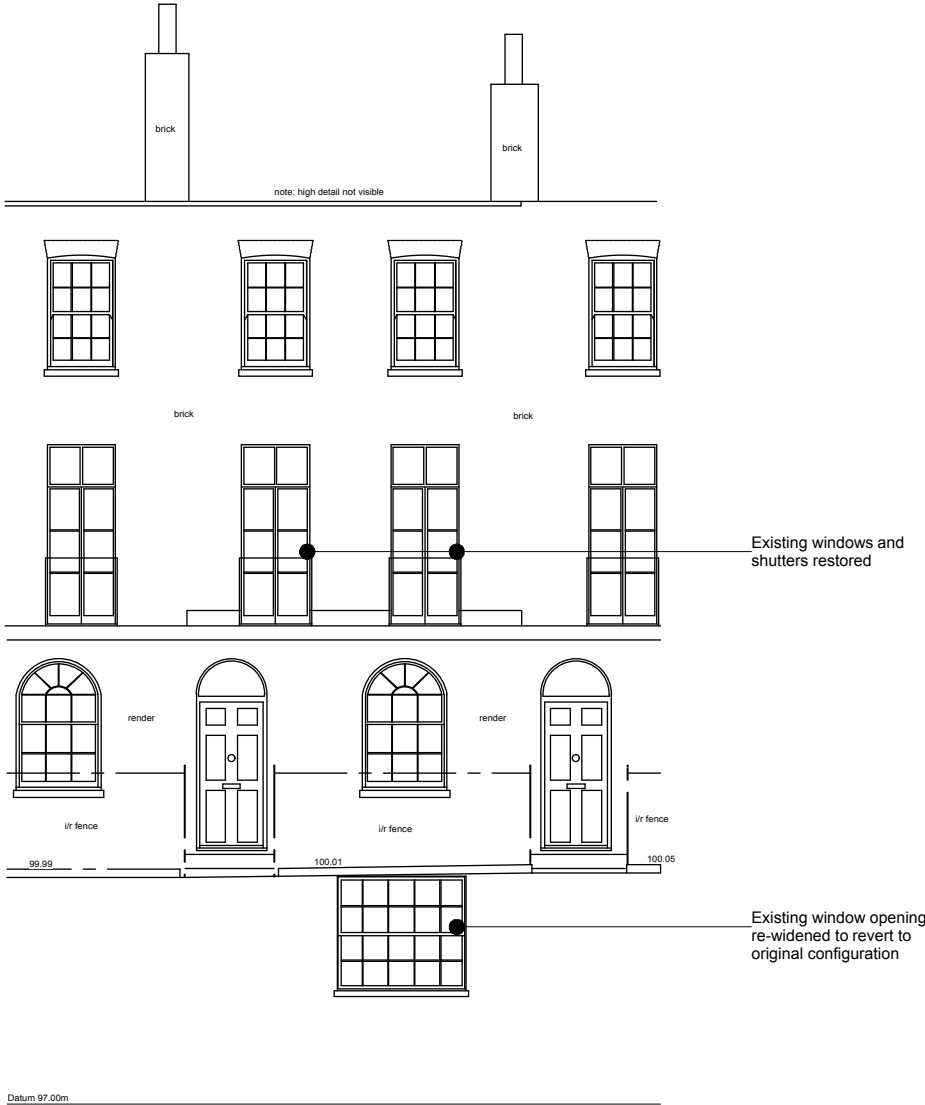 brick
brick
note: high detail not visible
brick
brick
Existing windows and
shutters restored
render
render
i/r fence
i/r fence
i/r fence
99.99
100.01
100.05
Existing window opening
re-widened to revert to
original configuration
Datum 97.00m